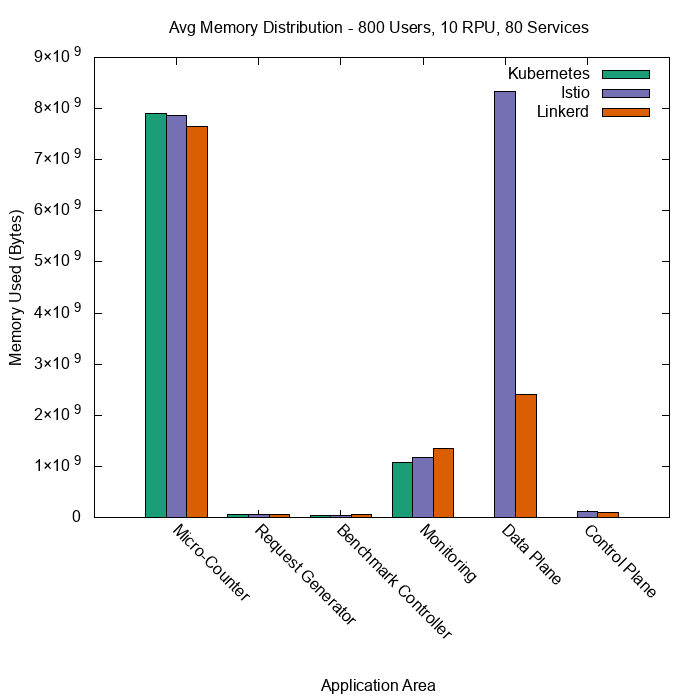 Avg Memory Distribution - 800 Users, 10 RPU, 80 Services
Kubernetes
Istio
Linkerd
9×10⁹
8×10⁹
7×10⁹
6×10⁹
5×10⁹
4×10⁹
3×10⁹
2×10⁹
1×10⁹
0
Memory Used (Bytes)
Micro-Counter
Request Generator
Benchmark Controller
Monitoring
Data Plane
Control Plane
Application Area